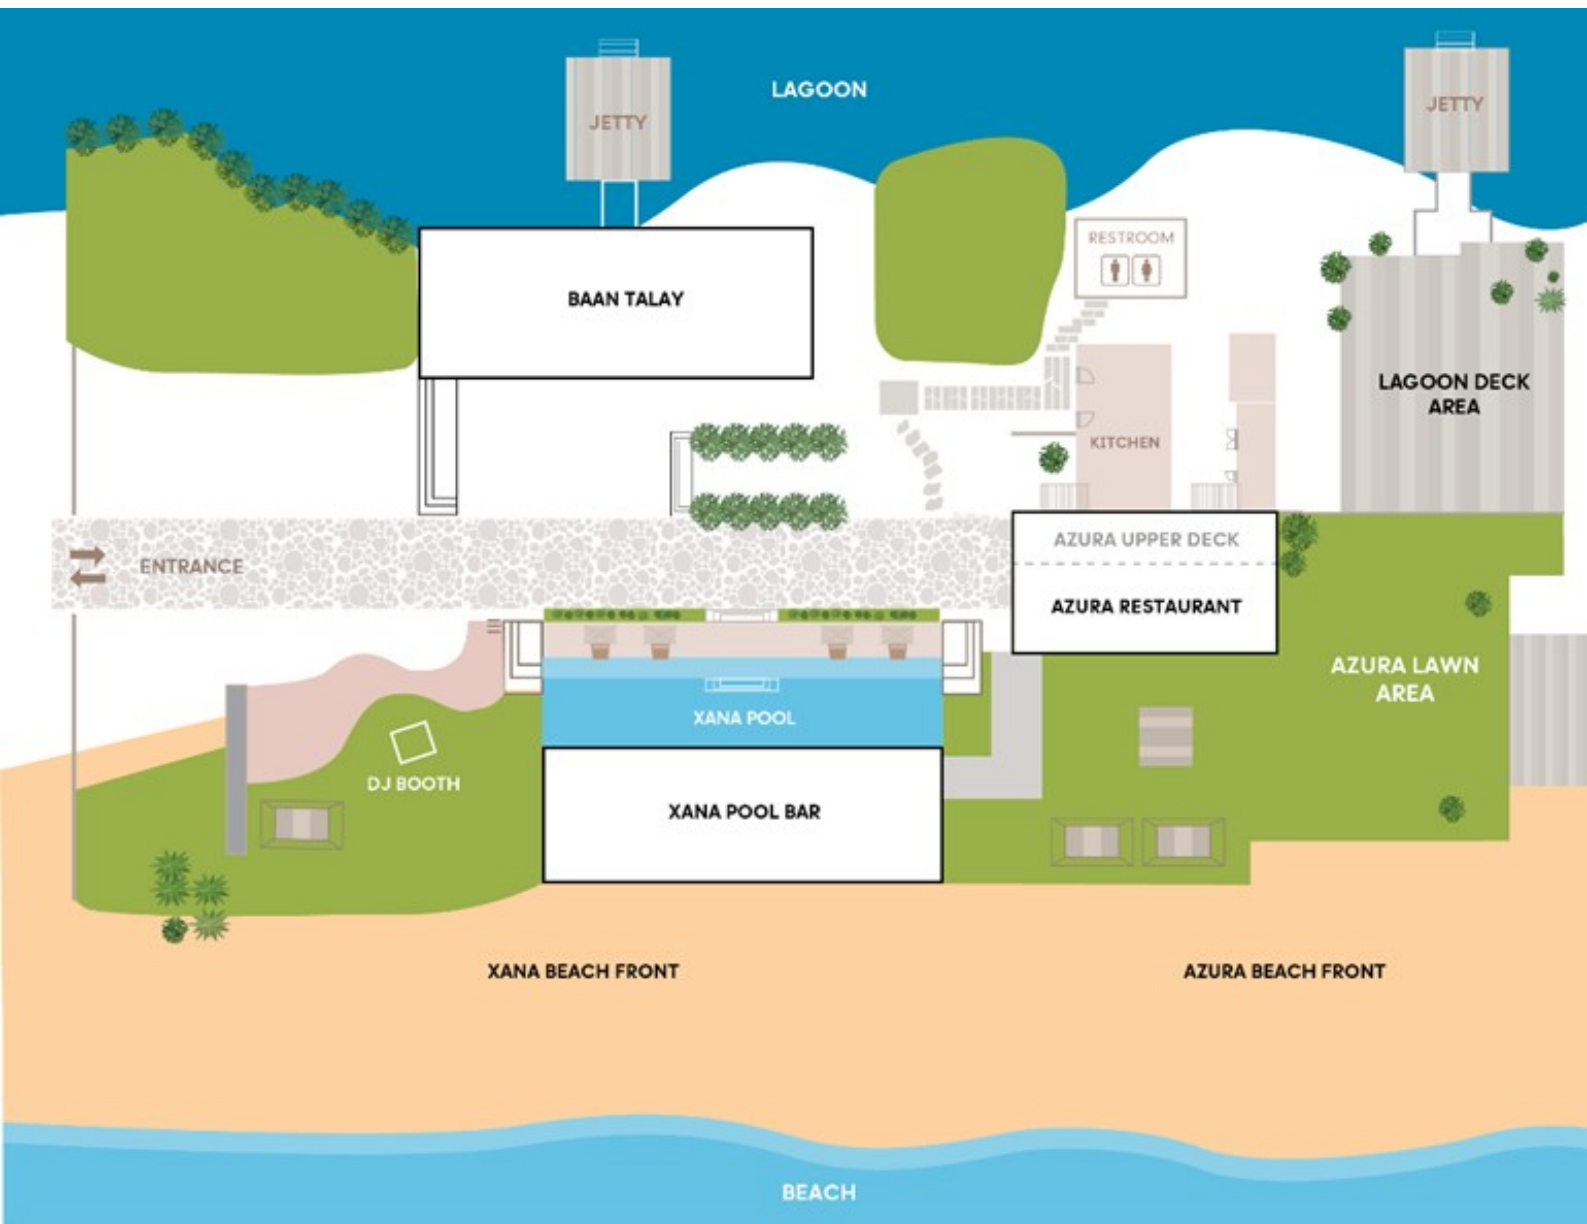 LAGOON
JETTY
JETTY
RESTROOM
BAAN TALAY
LAGOON DECK
AREA
KITCHEN
ENTRANCE
AZURA UPPER DECK
AZURA RESTAURANT
AZURA LAWN
AREA
XANA POOL
DJ BOOTH
XANA POOL BAR
XANA BEACH FRONT
AZURA BEACH FRONT
BEACH